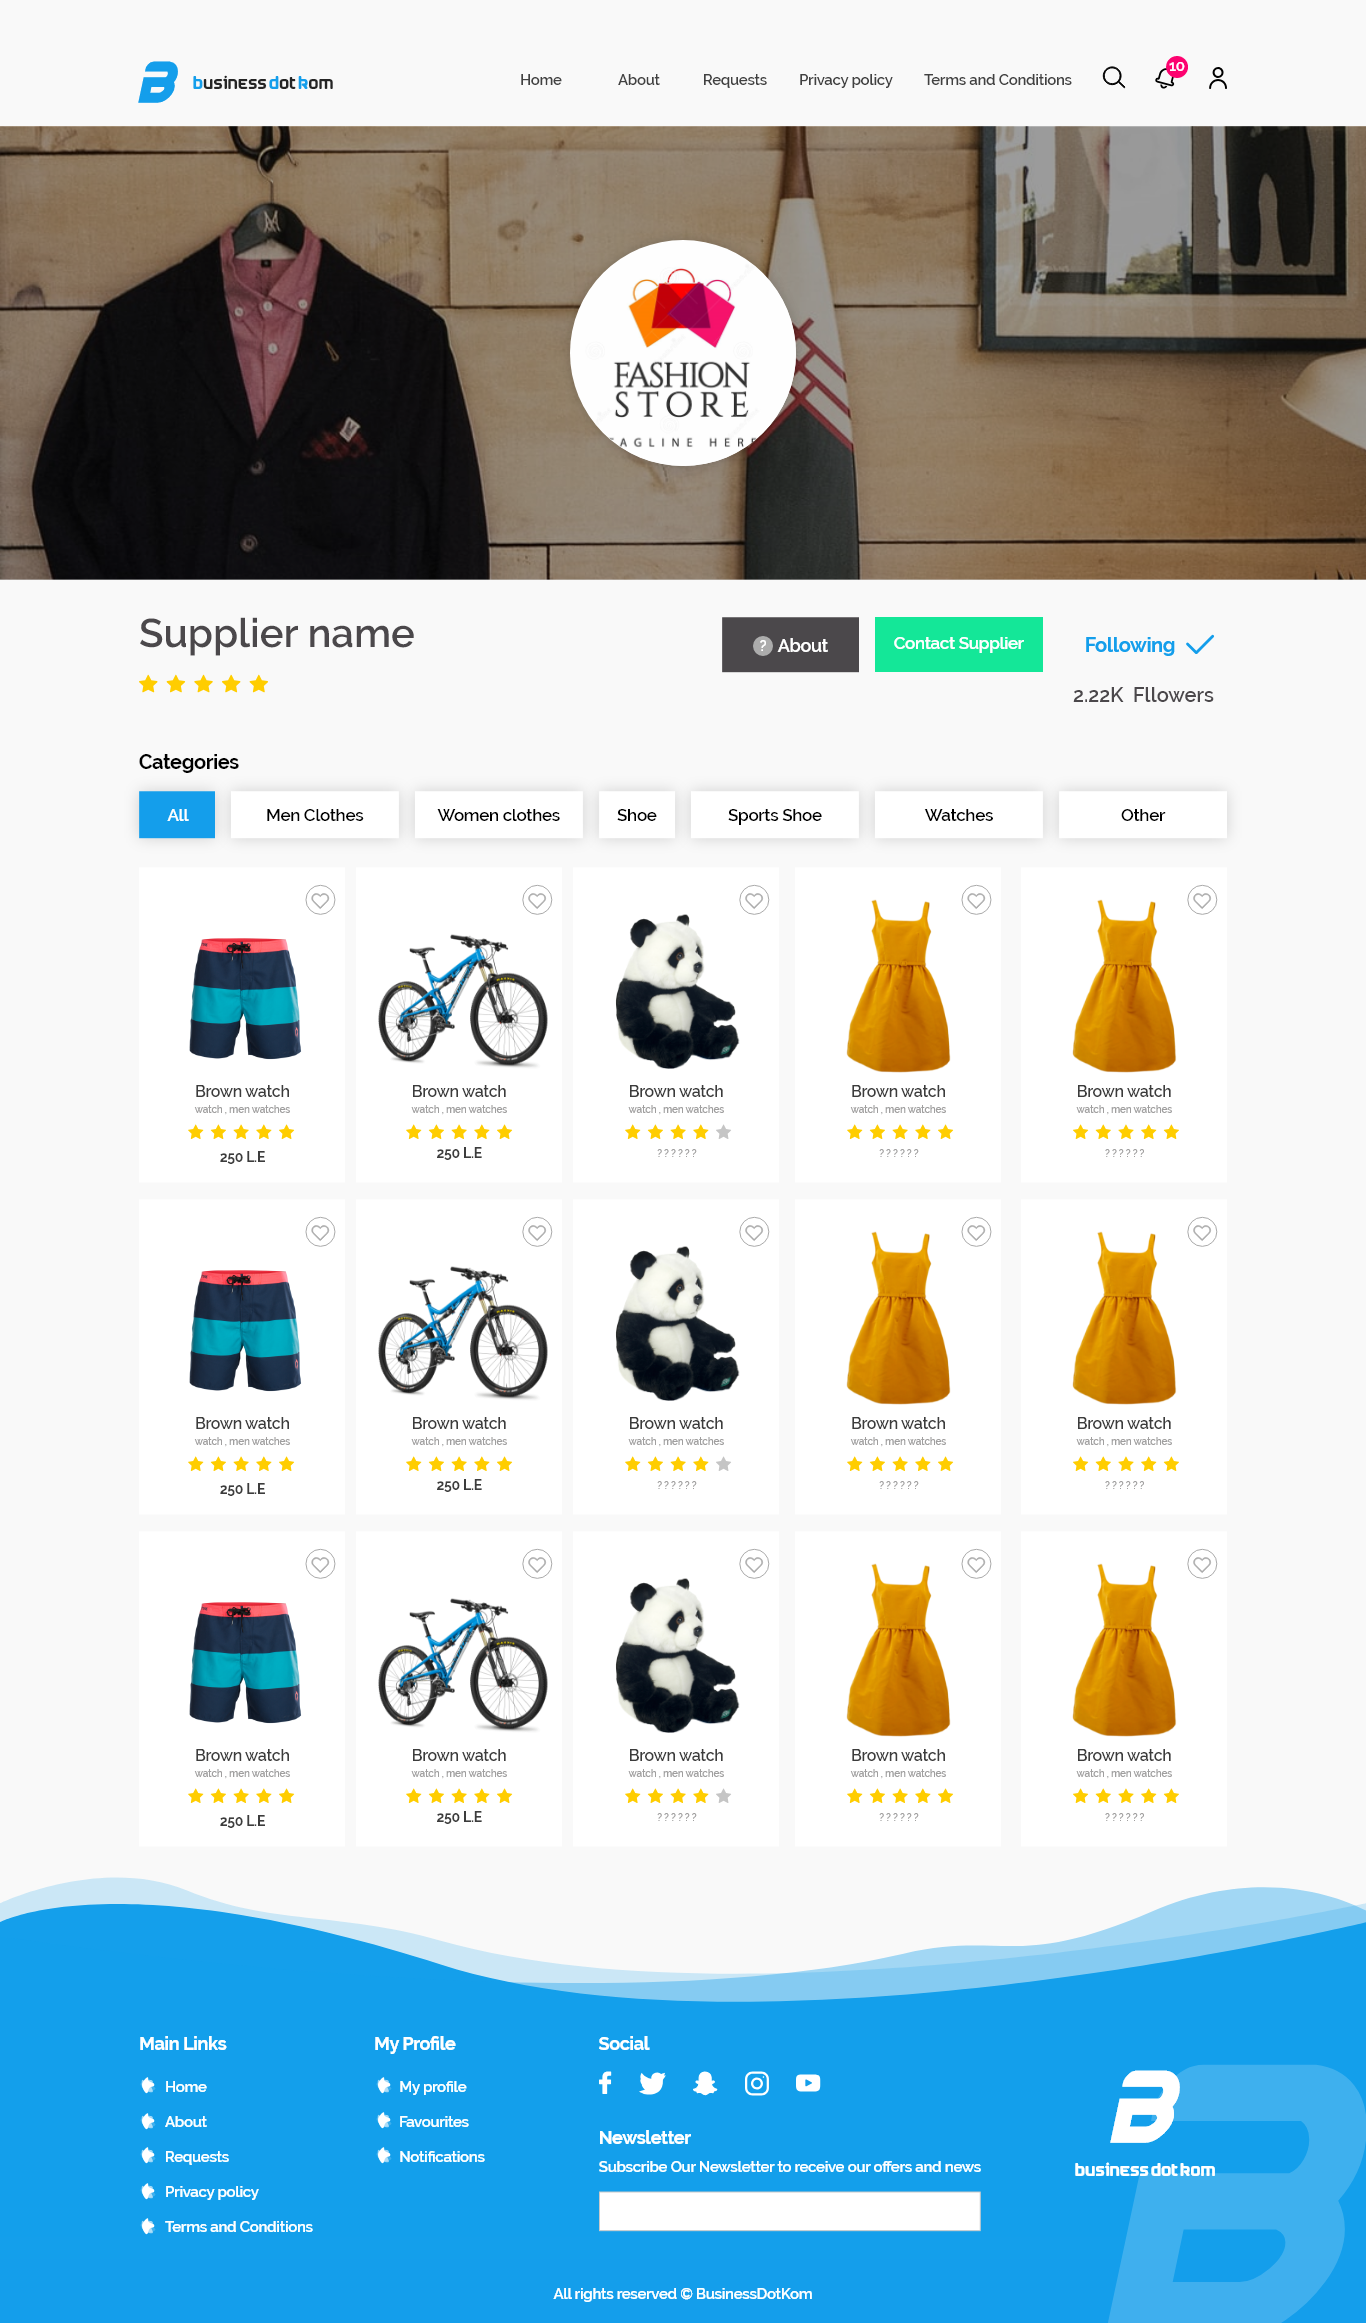 business dot kom
Home About Requests Privacy policy Terms and Conditions 10
FASHION
STORE
TAGLINE HERE
Supplier name
? About Contact Supplier Following
2.22K Fllowers
Categories
All Men Clothes Women clothes Shoe Sports Shoe Watches Other
Brown watch Brown watch Brown watch Brown watch Brown watch
watch , men watches watch , men watches watch , men watches watch , men watches watch , men watches
250 L.E 250 L.E ?????? ?????? ??????
Brown watch Brown watch Brown watch Brown watch Brown watch
watch , men watches watch , men watches watch , men watches watch , men watches watch , men watches
250 L.E 250 L.E ?????? ?????? ??????
Brown watch Brown watch Brown watch Brown watch Brown watch
watch , men watches watch , men watches watch , men watches watch , men watches watch , men watches
250 L.E 250 L.E ?????? ?????? ??????
Main Links
Home
About
Requests
Privacy policy
Terms and Conditions
My Profile
My profile
Favourites
Notifications
Social
Newsletter
Subscribe Our Newsletter to receive our offers and news
business dot kom
All rights reserved © BusinessDotKom